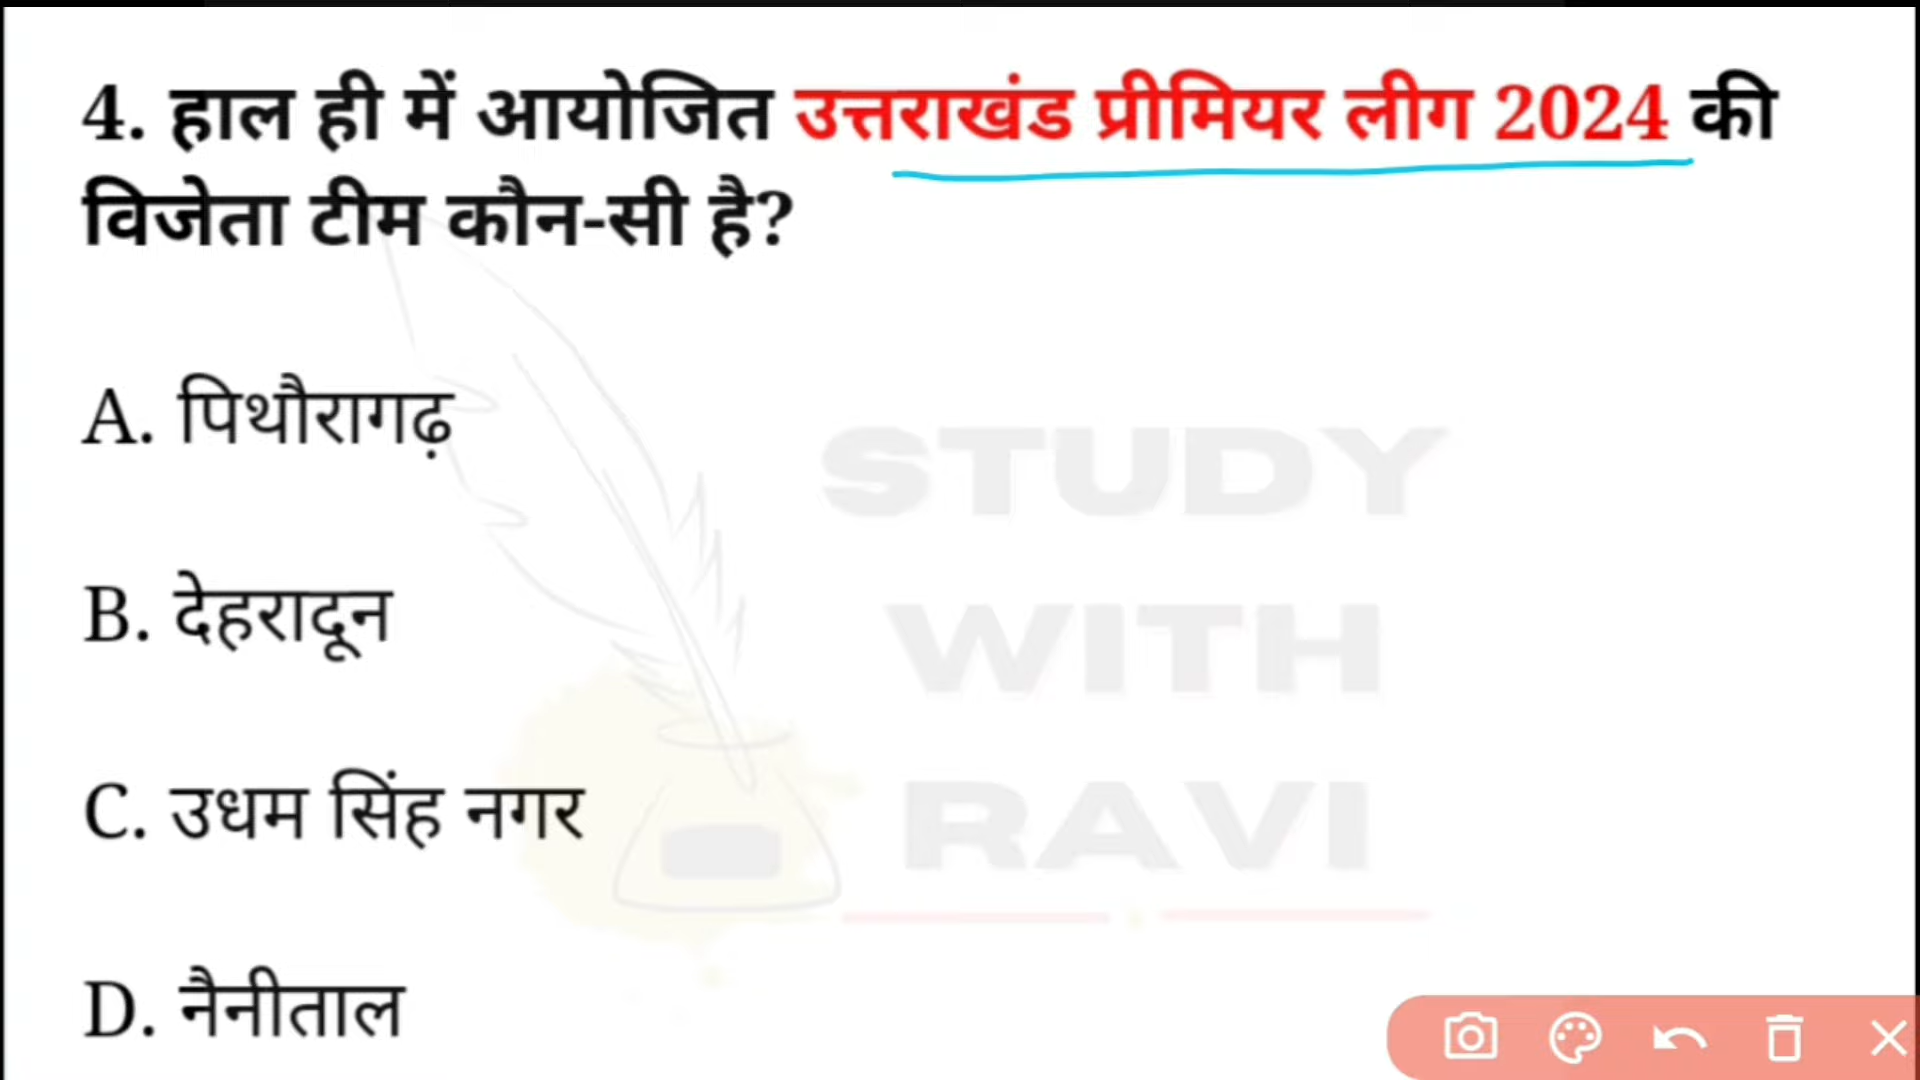 4. हाल ही में आयोजित उत्तराखंड प्रीमियर लीग 2024 की
विजेता टीम कौन-सी है?
A. पिथौरागढ़
B. देहरादून
C. उधम सिंह नगर
D. नैनीताल
STUDY
WITH
RAVI